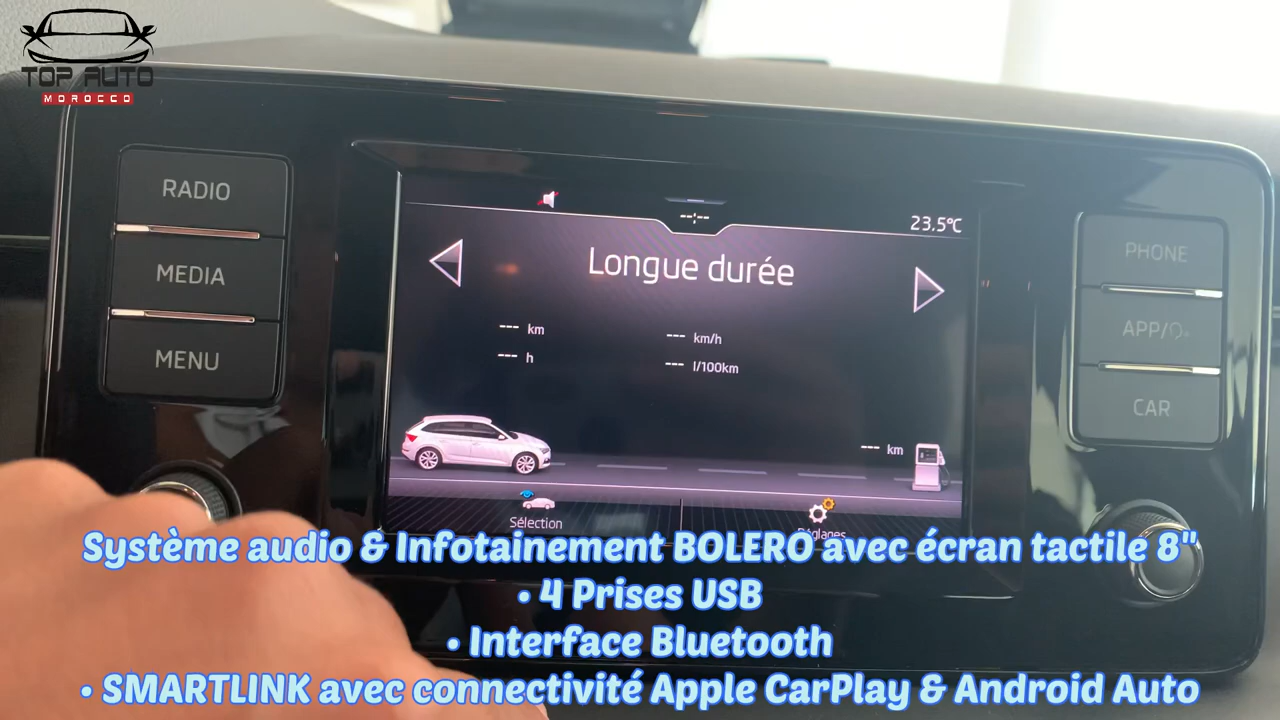 TOP AUTO
MOROCCO
RADIO
MEDIA
MENU
--:--
23.5°C
Longue durée
--- km
--- h
--- km/h
--- l/100km
--- km
Sélection
Réglages
PHONE
APP/
CAR
Système audio & Infotainement BOLERO avec écran tactile 8"
• 4 Prises USB
• Interface Bluetooth
• SMARTLINK avec connectivité Apple CarPlay & Android Auto